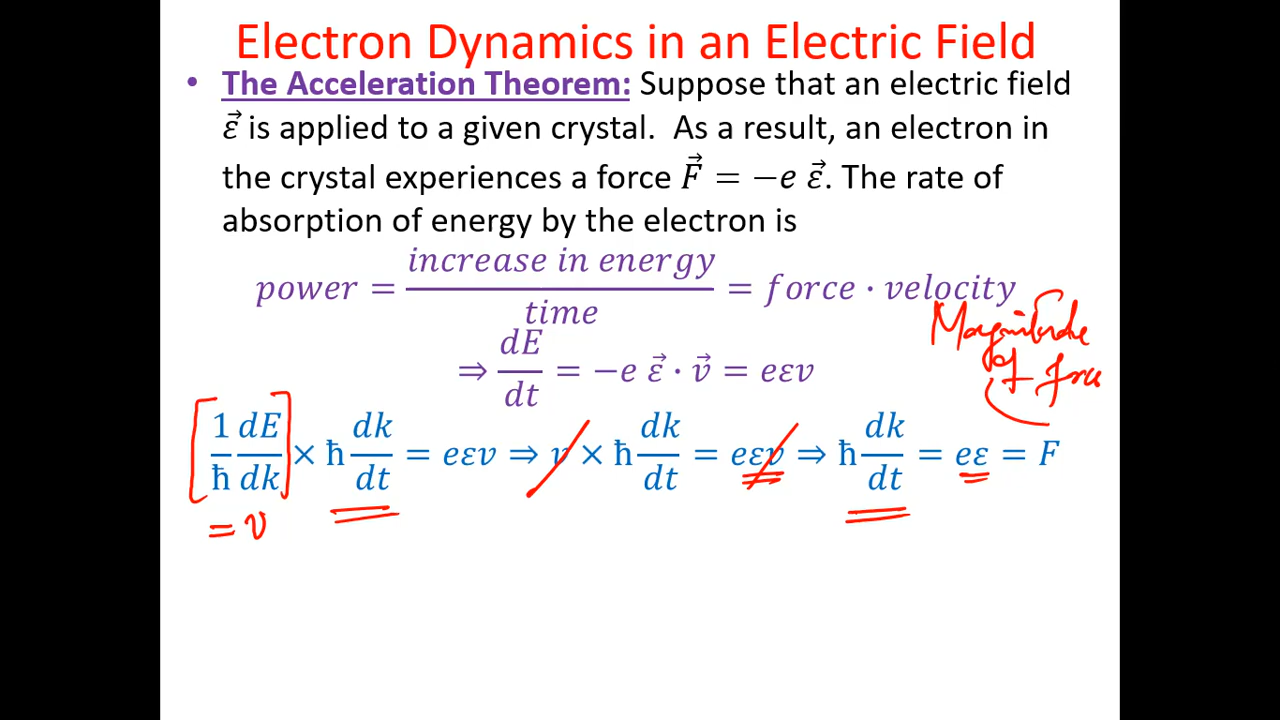 Electron Dynamics in an Electric Field
• The Acceleration Theorem: Suppose that an electric field
ε⃗ is applied to a given crystal. As a result, an electron in
the crystal experiences a force F⃗ = −e ε⃗. The rate of
absorption of energy by the electron is
power = increase in energy / time = force · velocity
Magnitude
of force
⇒ dE/dt = −e ε⃗ · v⃗ = eεv
[1/ħ dE/dk] × ħ dk/dt = eεv ⇒ v × ħ dk/dt = eεv ⇒ ħ dk/dt = eε = F
= v